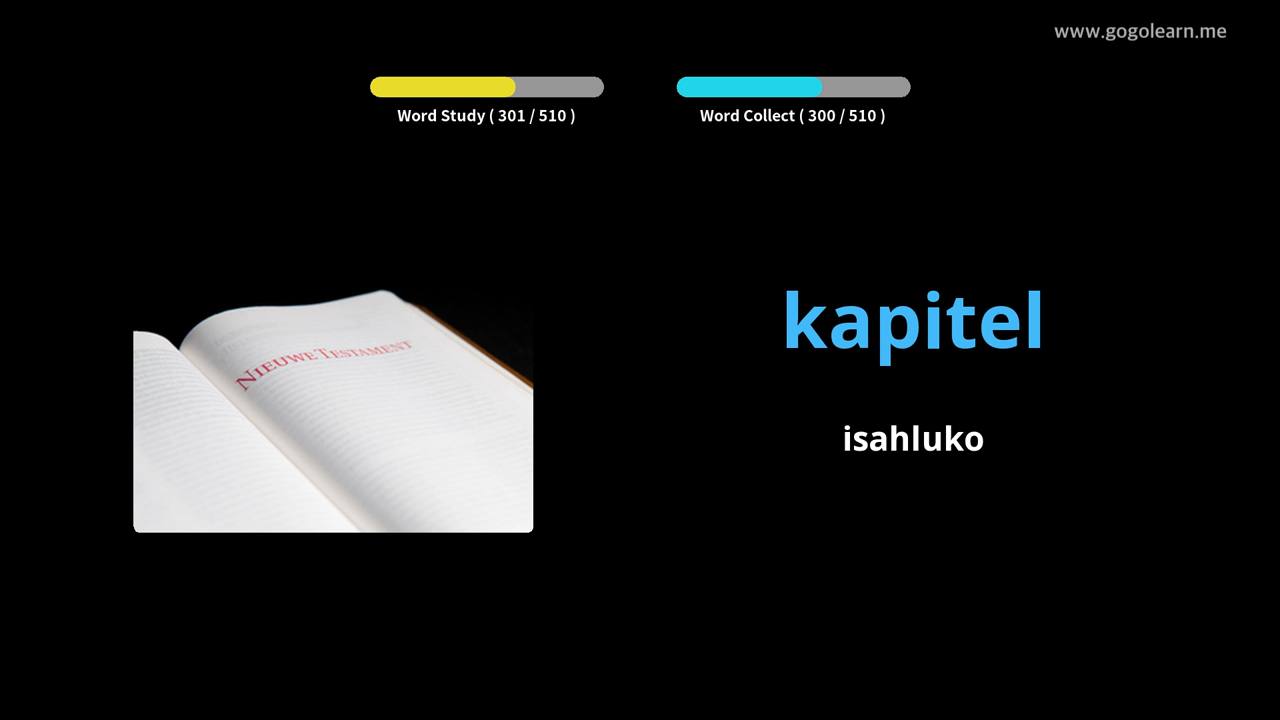 www.gogolearn.me
Word Study ( 301 / 510 )
Word Collect ( 300 / 510 )
kapitel
isahluko
NIEUWE TESTAMENT